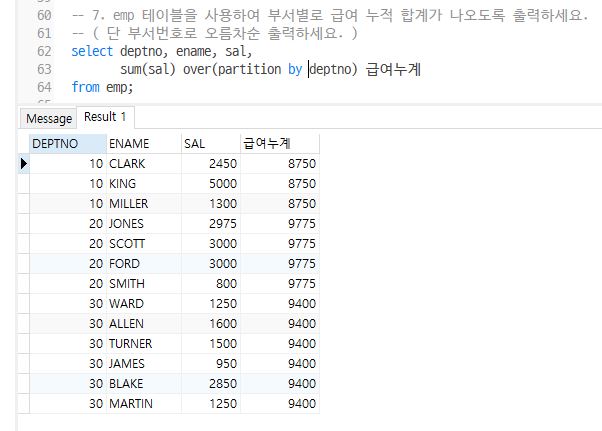 60 -- 7. emp 테이블을 사용하여 부서별로 급여 누적 합계가 나오도록 출력하세요.
61 -- ( 단 부서번호로 오름차순 출력하세요. )
62 select deptno, ename, sal,
63 sum(sal) over(partition by deptno) 급여누계
64 from emp;
Message Result 1
DEPTNO ENAME SAL 급여누계
10 CLARK 2450 8750
10 KING 5000 8750
10 MILLER 1300 8750
20 JONES 2975 9775
20 SCOTT 3000 9775
20 FORD 3000 9775
20 SMITH 800 9775
30 WARD 1250 9400
30 ALLEN 1600 9400
30 TURNER 1500 9400
30 JAMES 950 9400
30 BLAKE 2850 9400
30 MARTIN 1250 9400